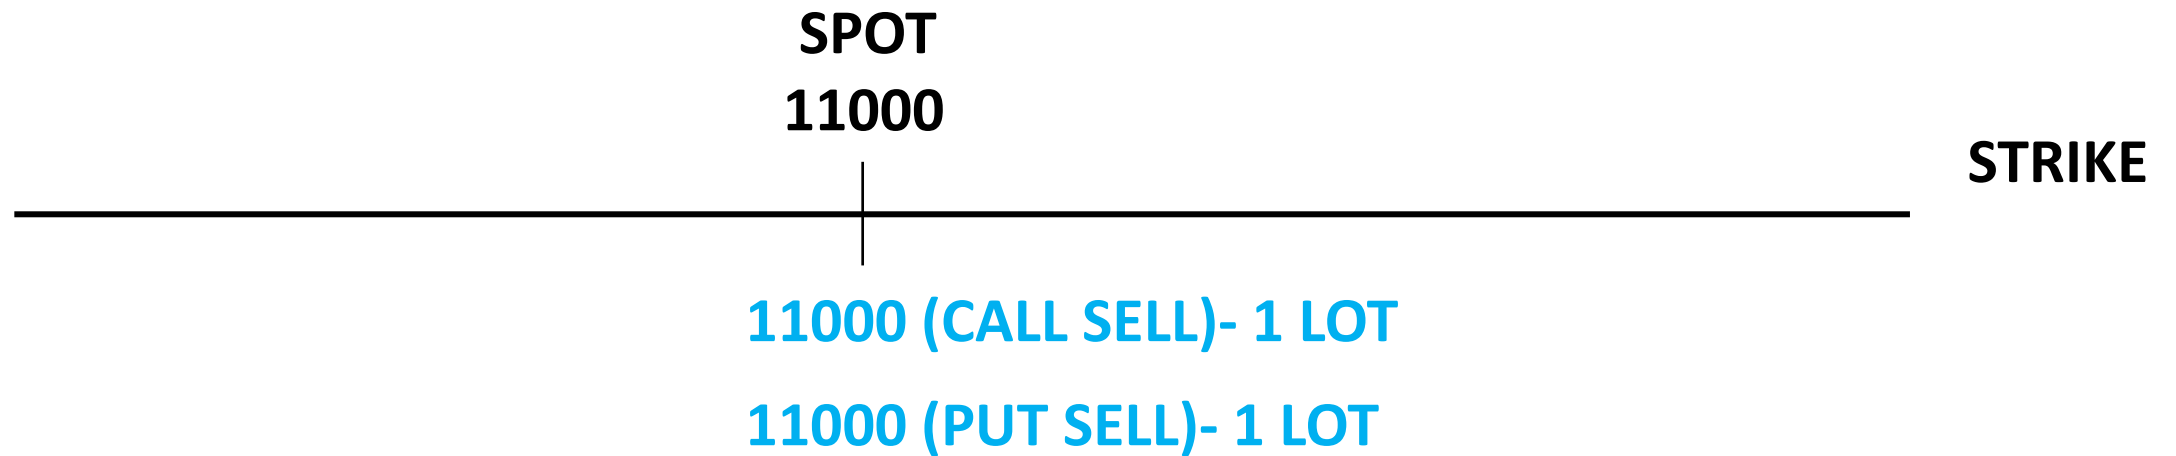 SPOT
11000
STRIKE
11000 (CALL SELL)- 1 LOT
11000 (PUT SELL)- 1 LOT